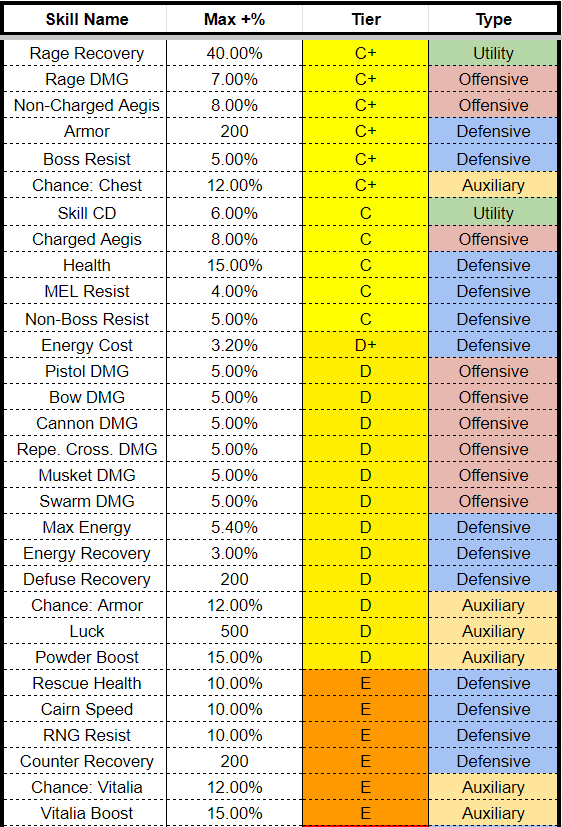 Skill Name Max +% Tier Type
Rage Recovery 40.00% C+ Utility
Rage DMG 7.00% C+ Offensive
Non-Charged Aegis 8.00% C+ Offensive
Armor 200 C+ Defensive
Boss Resist 5.00% C+ Defensive
Chance: Chest 12.00% C+ Auxiliary
Skill CD 6.00% C Utility
Charged Aegis 8.00% C Offensive
Health 15.00% C Defensive
MEL Resist 4.00% C Defensive
Non-Boss Resist 5.00% C Defensive
Energy Cost 3.20% D+ Defensive
Pistol DMG 5.00% D Offensive
Bow DMG 5.00% D Offensive
Cannon DMG 5.00% D Offensive
Repe. Cross. DMG 5.00% D Offensive
Musket DMG 5.00% D Offensive
Swarm DMG 5.00% D Offensive
Max Energy 5.40% D Defensive
Energy Recovery 3.00% D Defensive
Defuse Recovery 200 D Defensive
Chance: Armor 12.00% D Auxiliary
Luck 500 D Auxiliary
Powder Boost 15.00% D Auxiliary
Rescue Health 10.00% E Defensive
Cairn Speed 10.00% E Defensive
RNG Resist 10.00% E Defensive
Counter Recovery 200 E Defensive
Chance: Vitalia 12.00% E Auxiliary
Vitalia Boost 15.00% E Auxiliary